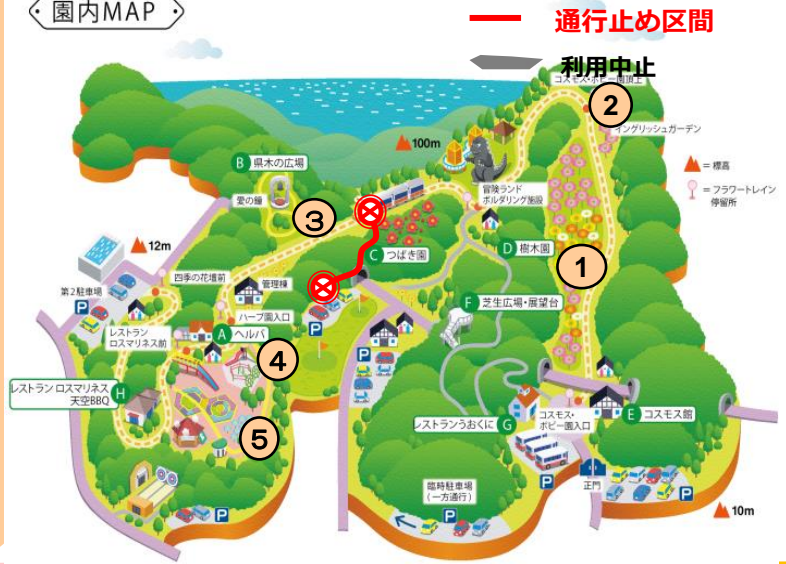 園内MAP
通行止め区間
利用中止
コスモス・ポピー園頂上
②
イングリッシュガーデン
100m
= 標高
= フラワートレイン
停留所
B 県木の広場
愛の鐘
③
冒険ランド
ボルダリング施設
12m
D 樹木園
C つばき園
①
四季の花壇前
管理棟
第2駐車場
P
ハーブ園入口
F 芝生広場・展望台
P
レストラン
ロスマリネス前
A ヘルバ
P
④
レストラン ロスマリネス
天空BBQ
H
レストランうおくに G
コスモス・
ポピー園入口
E コスモス館
⑤
P
正門
臨時駐車場
(一方通行)
P
P
P
10m